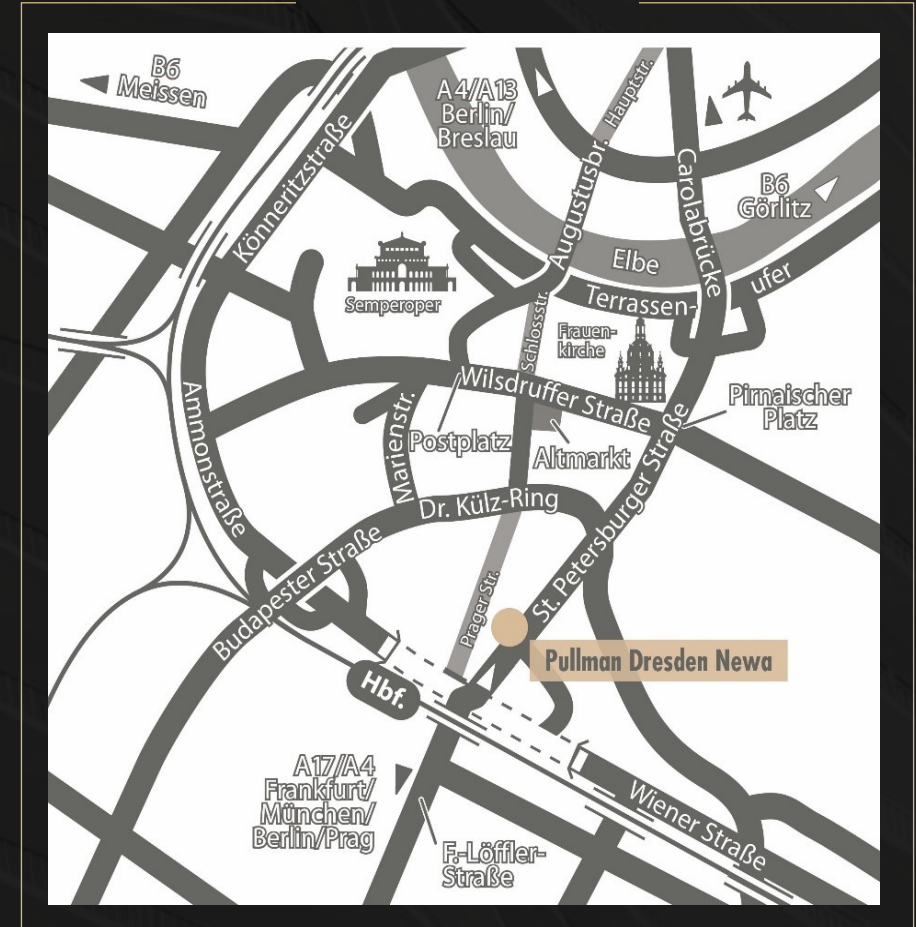 B6
Meissen
A4/A13
Berlin/
Breslau
Hauptstr.
Könneritzstraße
Augustusbr.
Carolabrücke
B6
Görlitz
Elbe
Semperoper
Terrassen-
ufer
Schlossstr.
Frauen-
kirche
Wilsdruffer Straße
Pirnaischer
Platz
Ammonstraße
Marienstr.
Postplatz
Altmarkt
Dr. Külz-Ring
Budapester Straße
St. Petersburger Straße
Prager Str.
Pullman Dresden Newa
Hbf.
A17/A4
Frankfurt/
München/
Berlin/Prag
F.-Löffler-
Straße
Wiener Straße